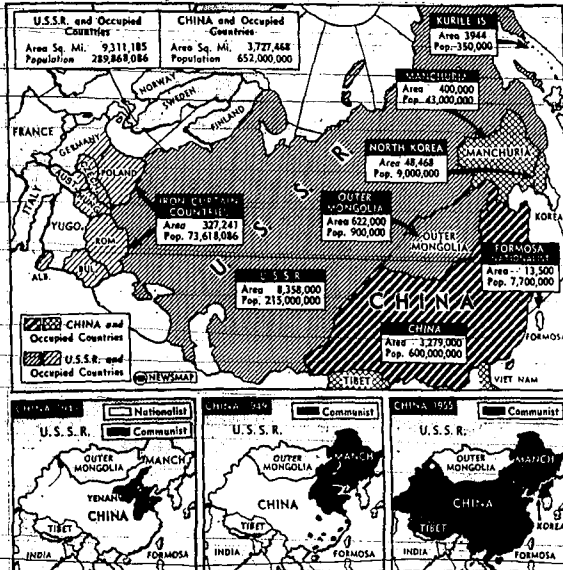 U.S.S.R. and Occupied
Countries
Area Sq. Mi. 9,311,185
Population 289,868,086
CHINA and Occupied
Countries
Area Sq. Mi. 3,727,468
Population 652,000,000
KURILE IS
Area 3944
Pop.-350,000
MANCHURIA
Area 400,000
Pop. 43,000,000
NORTH KOREA
Area 48,468
Pop. 9,000,000
OUTER
MONGOLIA
Area 622,000
Pop. 900,000
IRON CURTAIN
COUNTRIES
Area 327,241
Pop. 73,618,086
U.S.S.R.
Area 8,358,000
Pop. 215,000,000
FORMOSA
NATIONALIST
Area 13,500
Pop. 7,700,000
CHINA
Area 3,279,000
Pop. 600,000,000
NORWAY
SWEDEN
FINLAND
FRANCE
GERMANY
POLAND
ITALY
YUGO.
ROM.
BUL.
ALB.
U. S. S. R.
MANCHURIA
KOREA
OUTER
MONGOLIA
CHINA
FORMOSA
TIBET
VIET NAM
CHINA and
Occupied Countries
U.S.S.R. and
Occupied Countries
NEWSMAP
Nationalist
Communist
U.S.S.R.
OUTER
MONGOLIA
MANCH
YENAN
CHINA
TIBET
INDIA
FORMOSA
CHINA 1949
Communist
U.S.S.R.
OUTER
MONGOLIA
MANCH
CHINA
TIBET
INDIA
FORMOSA
CHINA 1955
Communist
U.S.S.R.
OUTER
MONGOLIA
MANCH
CHINA
TIBET
KOREA
INDIA
FORMOSA